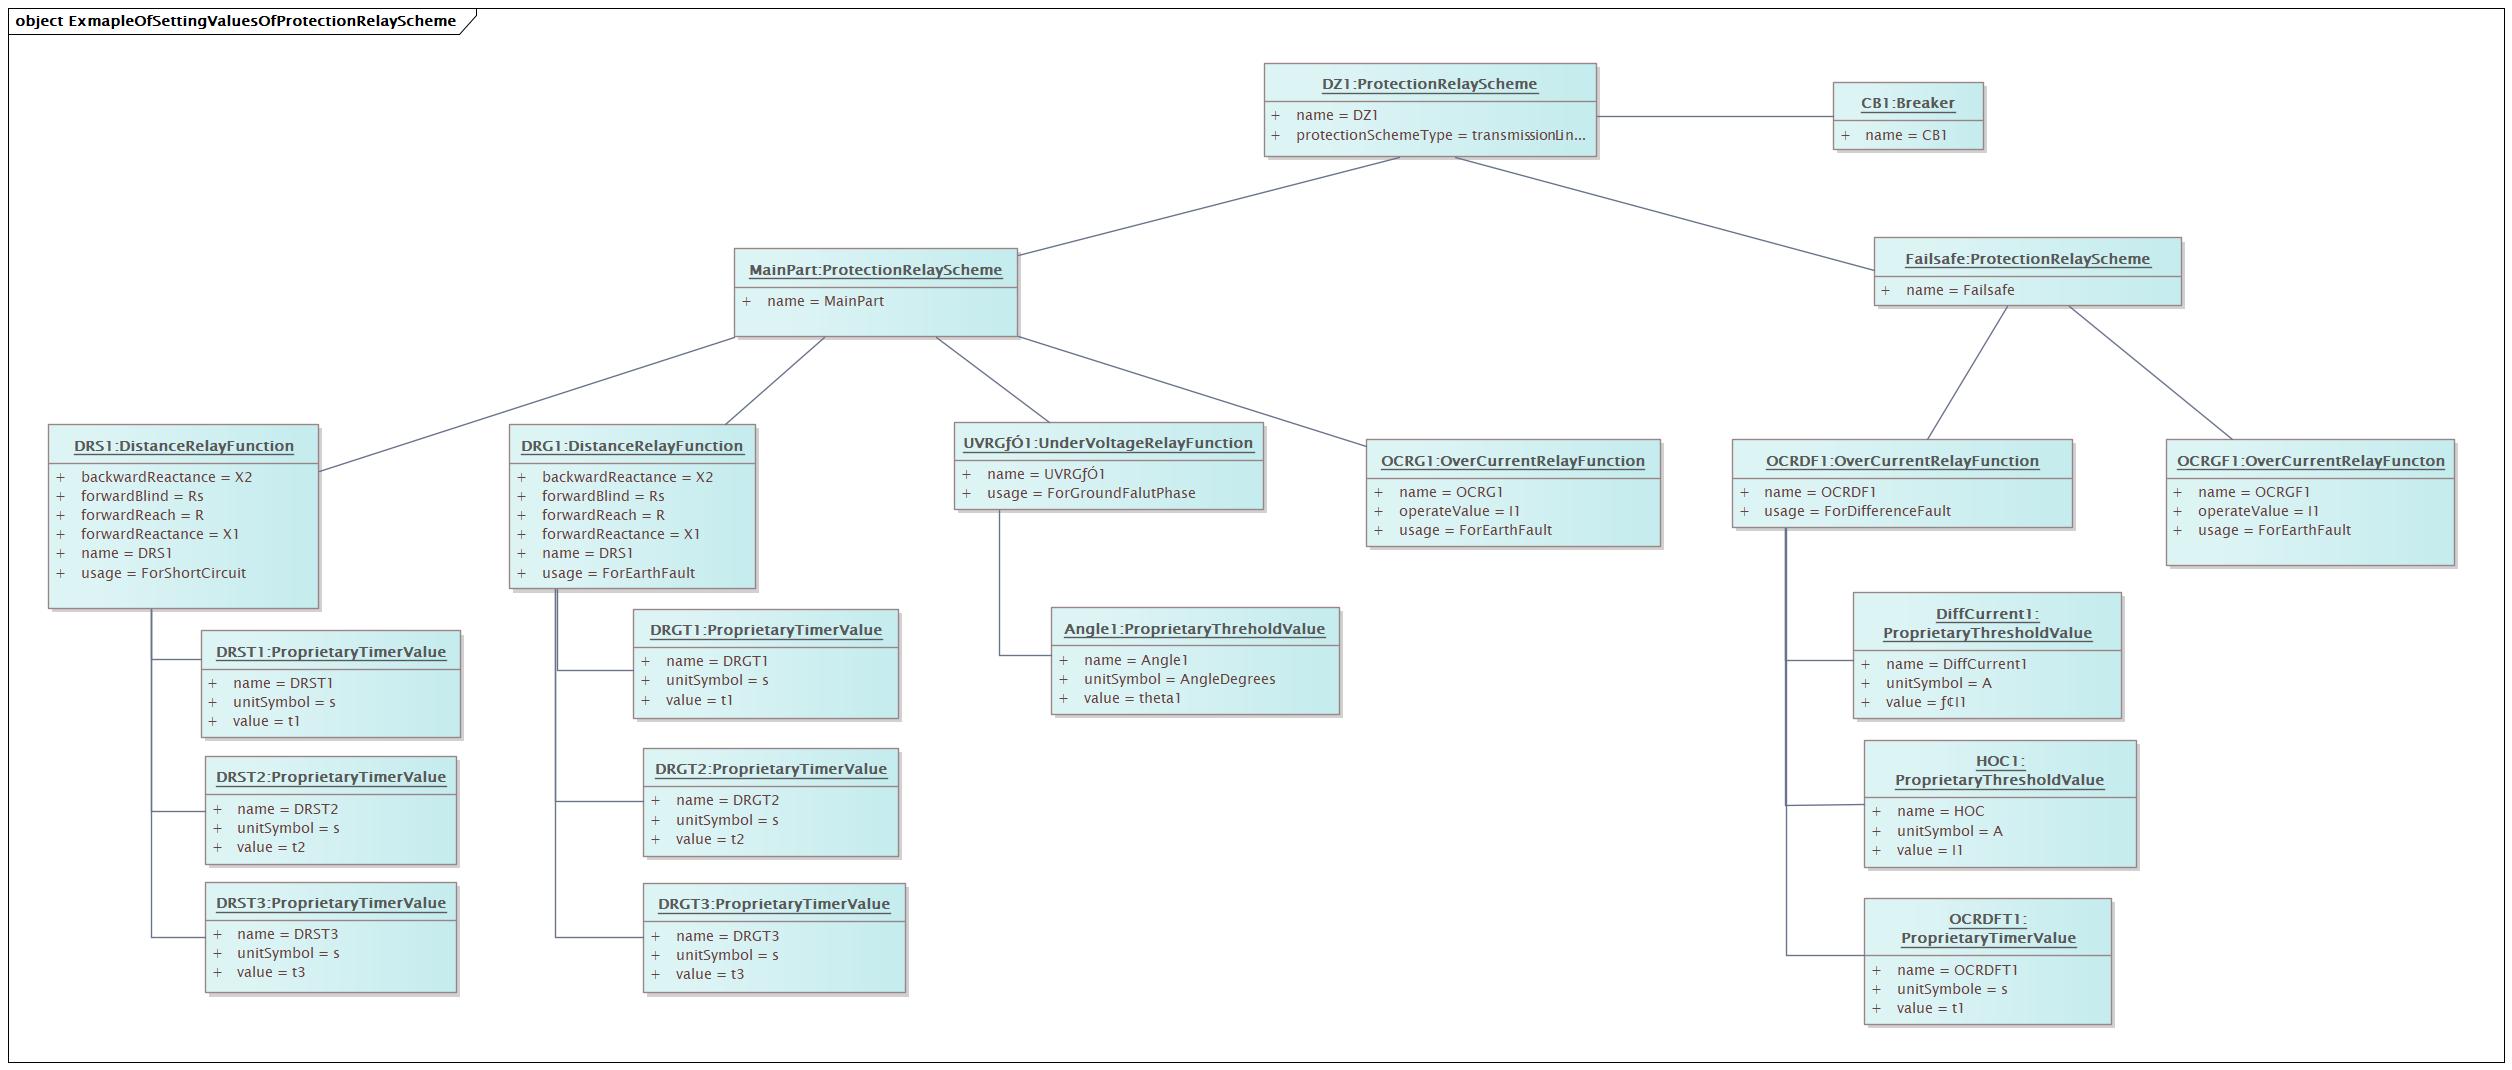 object ExmapleOfSettingValuesOfProtectionRelayScheme
DZ1:ProtectionRelayScheme
+ name = DZ1
+ protectionSchemeType = transmissionLin...
CB1:Breaker
+ name = CB1
MainPart:ProtectionRelayScheme
+ name = MainPart
Failsafe:ProtectionRelayScheme
+ name = Failsafe
DRS1:DistanceRelayFunction
+ backwardReactance = X2
+ forwardBlind = Rs
+ forwardReach = R
+ forwardReactance = X1
+ name = DRS1
+ usage = ForShortCircuit
DRG1:DistanceRelayFunction
+ backwardReactance = X2
+ forwardBlind = Rs
+ forwardReach = R
+ forwardReactance = X1
+ name = DRS1
+ usage = ForEarthFault
UVRGƒÓ1:UnderVoltageRelayFunction
+ name = UVRGƒÓ1
+ usage = ForGroundFalutPhase
OCRG1:OverCurrentRelayFunction
+ name = OCRG1
+ operateValue = I1
+ usage = ForEarthFault
OCRDF1:OverCurrentRelayFunction
+ name = OCRDF1
+ usage = ForDifferenceFault
OCRGF1:OverCurrentRelayFuncton
+ name = OCRGF1
+ operateValue = I1
+ usage = ForEarthFault
DRST1:ProprietaryTimerValue
+ name = DRST1
+ unitSymbol = s
+ value = t1
DRST2:ProprietaryTimerValue
+ name = DRST2
+ unitSymbol = s
+ value = t2
DRST3:ProprietaryTimerValue
+ name = DRST3
+ unitSymbol = s
+ value = t3
DRGT1:ProprietaryTimerValue
+ name = DRGT1
+ unitSymbol = s
+ value = t1
DRGT2:ProprietaryTimerValue
+ name = DRGT2
+ unitSymbol = s
+ value = t2
DRGT3:ProprietaryTimerValue
+ name = DRGT3
+ unitSymbol = s
+ value = t3
Angle1:ProprietaryThreholdValue
+ name = Angle1
+ unitSymbol = AngleDegrees
+ value = theta1
DiffCurrent1:
ProprietaryThresholdValue
+ name = DiffCurrent1
+ unitSymbol = A
+ value = ƒ¢I1
HOC1:
ProprietaryThresholdValue
+ name = HOC
+ unitSymbol = A
+ value = I1
OCRDFT1:
ProprietaryTimerValue
+ name = OCRDFT1
+ unitSymbole = s
+ value = t1